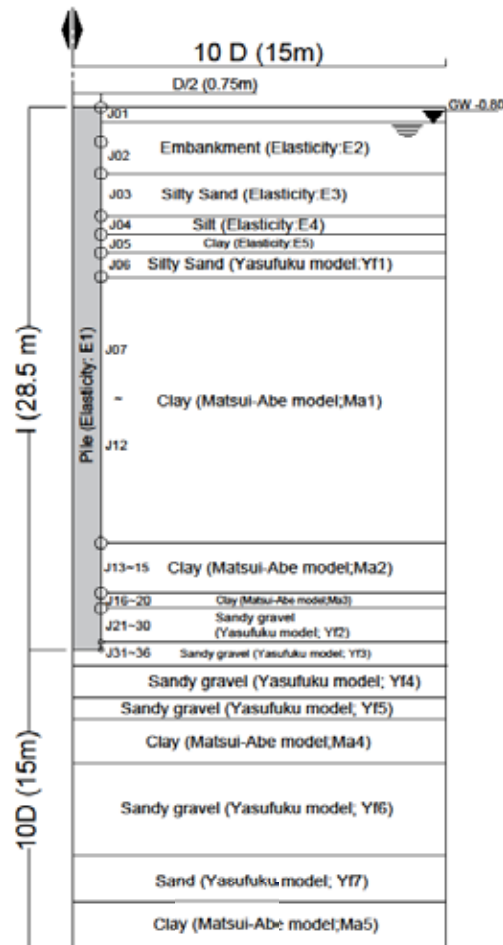 10 D (15m)
D/2 (0.75m)
GW -0.80
J01
J02
Embankment (Elasticity:E2)
J03
Silty Sand (Elasticity:E3)
J04
Silt (Elasticity:E4)
J05
Clay (Elasticity:E5)
J06
Silty Sand (Yasufuku model:Yf1)
l (28.5 m)
Pile (Elasticity: E1)
J07
~
J12
Clay (Matsui-Abe model;Ma1)
J13~15
Clay (Matsui-Abe model;Ma2)
J16~20
Clay (Matsui-Abe model;Ma3)
J21~30
Sandy gravel
(Yasufuku model; Yf2)
J31~36
Sandy gravel (Yasufuku model; Yf3)
10D (15m)
Sandy gravel (Yasufuku model; Yf4)
Sandy gravel (Yasufuku model; Yf5)
Clay (Matsui-Abe model;Ma4)
Sandy gravel (Yasufuku model; Yf6)
Sand (Yasufuku model; Yf7)
Clay (Matsui-Abe model;Ma5)